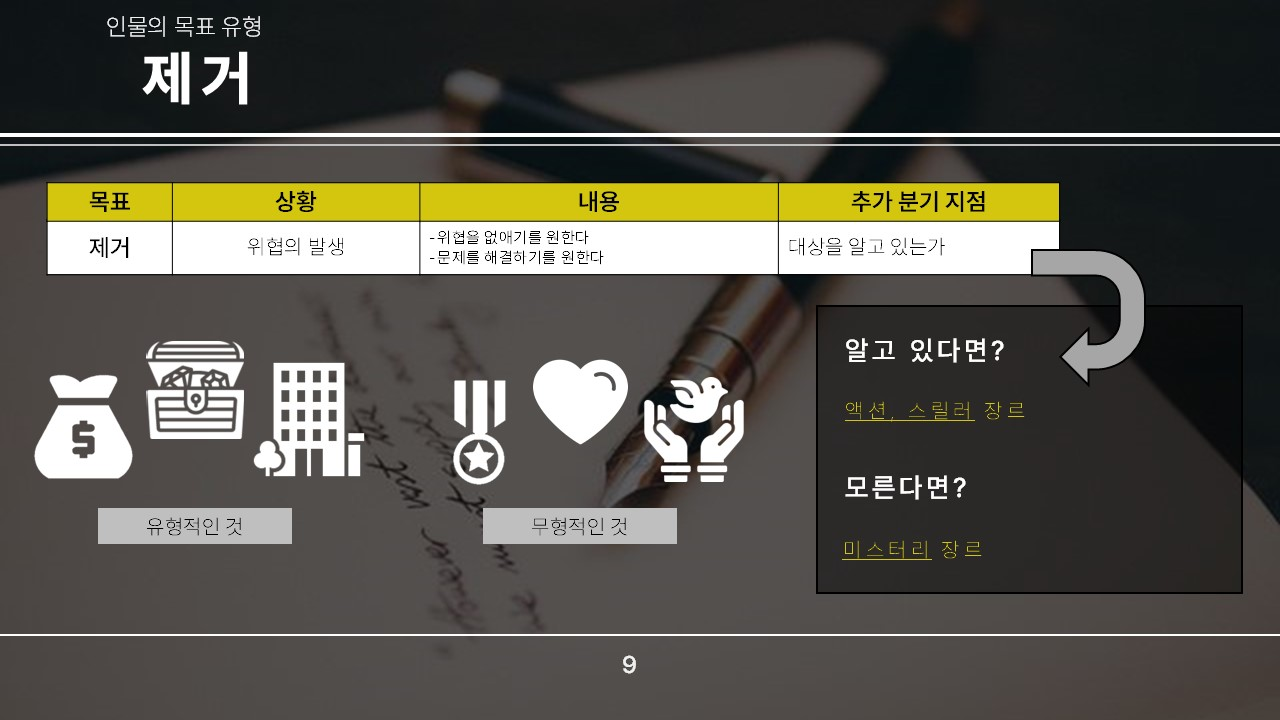 인물의 목표 유형
제거
목표 상황 내용 추가 분기 지점
제거 위협의 발생 -위협을 없애기를 원한다 대상을 알고 있는가
-문제를 해결하기를 원한다
알고 있다면?
액션, 스릴러 장르
모른다면?
미스터리 장르
유형적인 것 무형적인 것
9